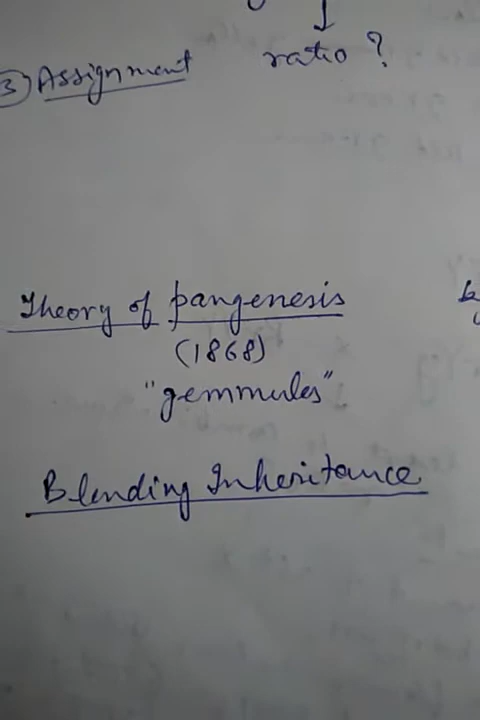 ratio ?
3 Assignment
Theory of pangenesis
(1868)
"gemmules"
Blending Inheritance